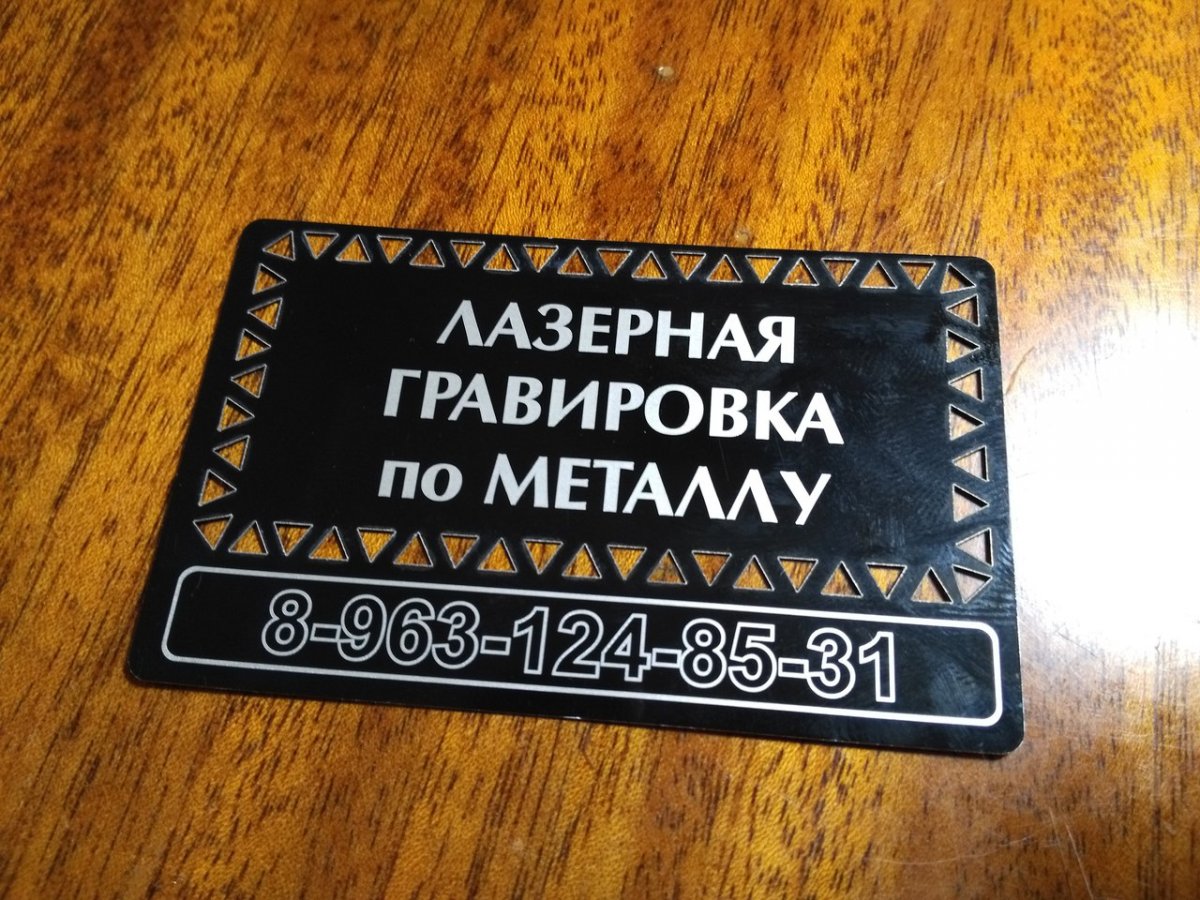 ЛАЗЕРНАЯ
ГРАВИРОВКА
по МЕТАЛЛУ
8-963-124-85-31